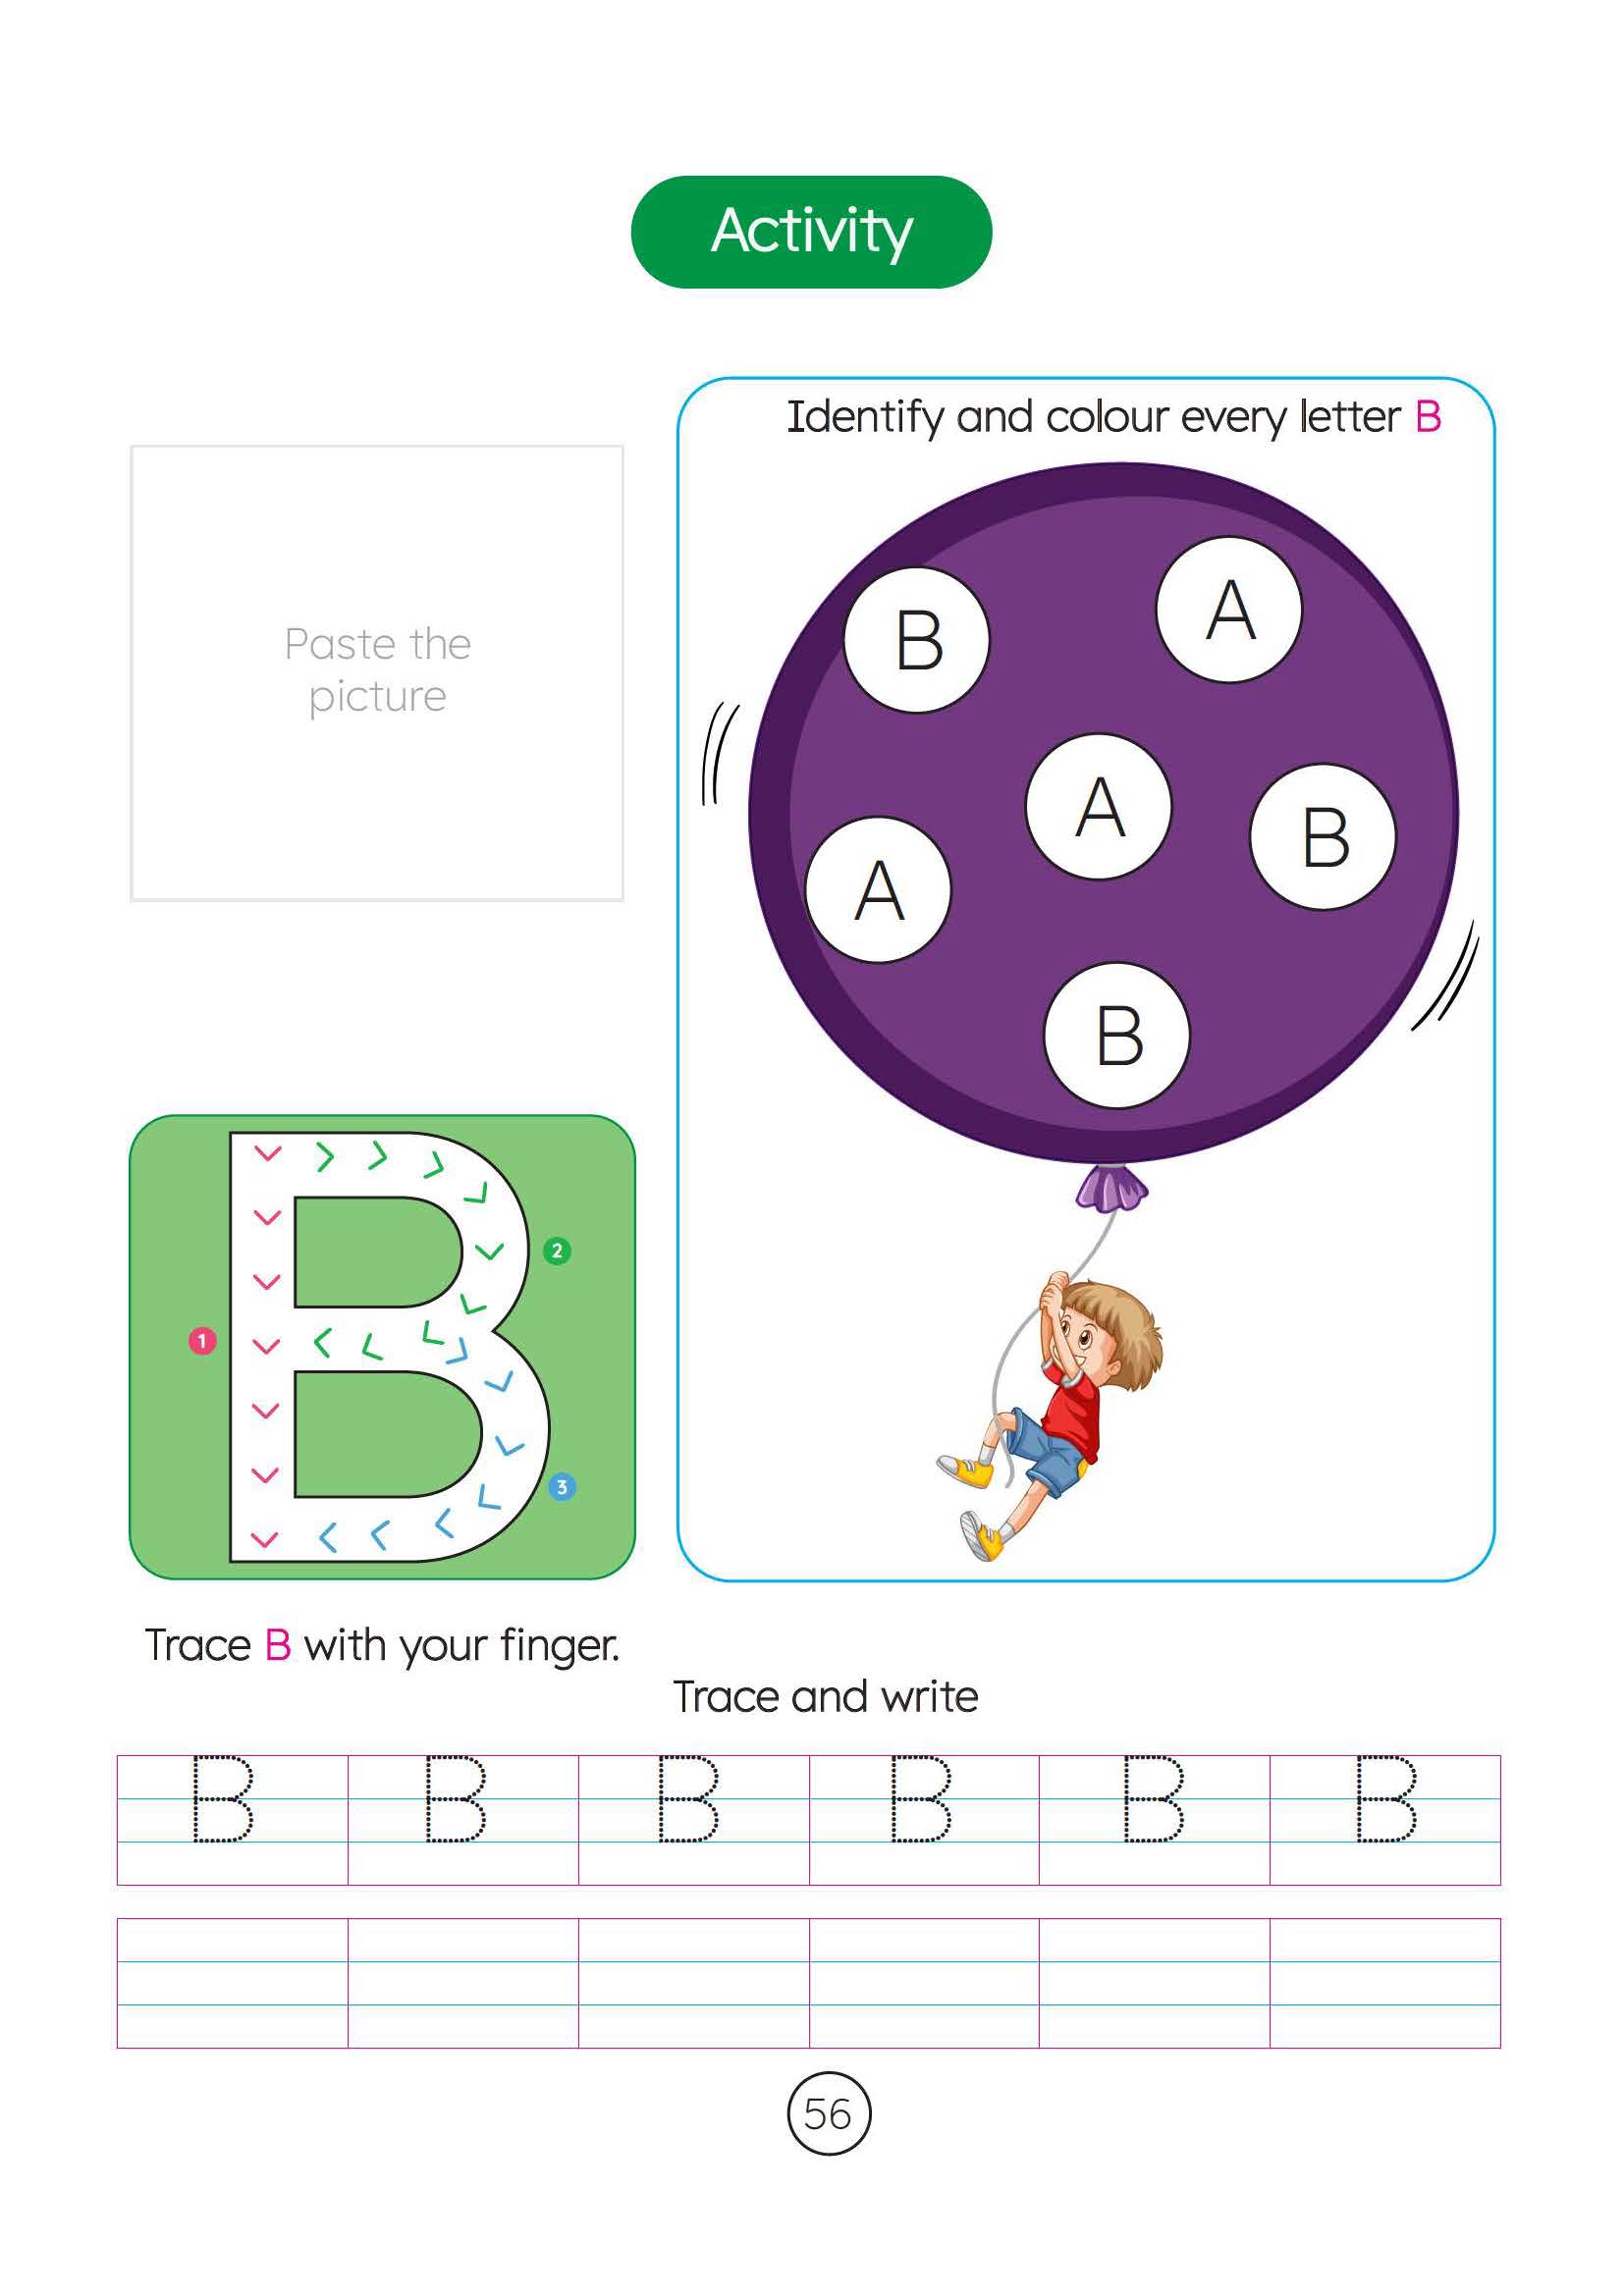 Activity
Identify and colour every letter B
Paste the
picture
B
A
A
B
A
B
1
2
3
Trace B with your finger.
Trace and write
B B B B B B
56